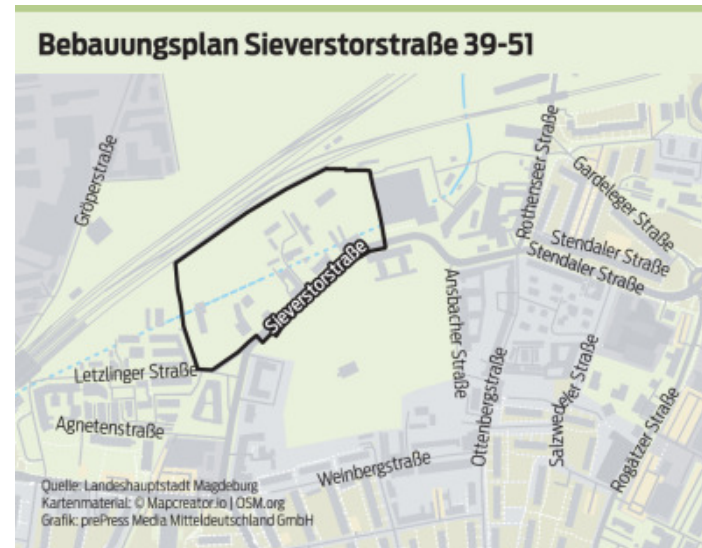 Bebauungsplan Sieverstorstraße 39-51
Gröperstraße
Rothenseer Straße
Gardeleger Straße
Stendaler Straße
Stendaler Straße
Sieverstorstraße
Ansbacher Straße
Letzlinger Straße
Ottenbergstraße
Salzwedeler Straße
Agnetenstraße
Rogätzer Straße
Weinbergstraße
Quelle: Landeshauptstadt Magdeburg
Kartenmaterial: © Mapcreator.io | OSM.org
Grafik: prePress Media Mitteldeutschland GmbH